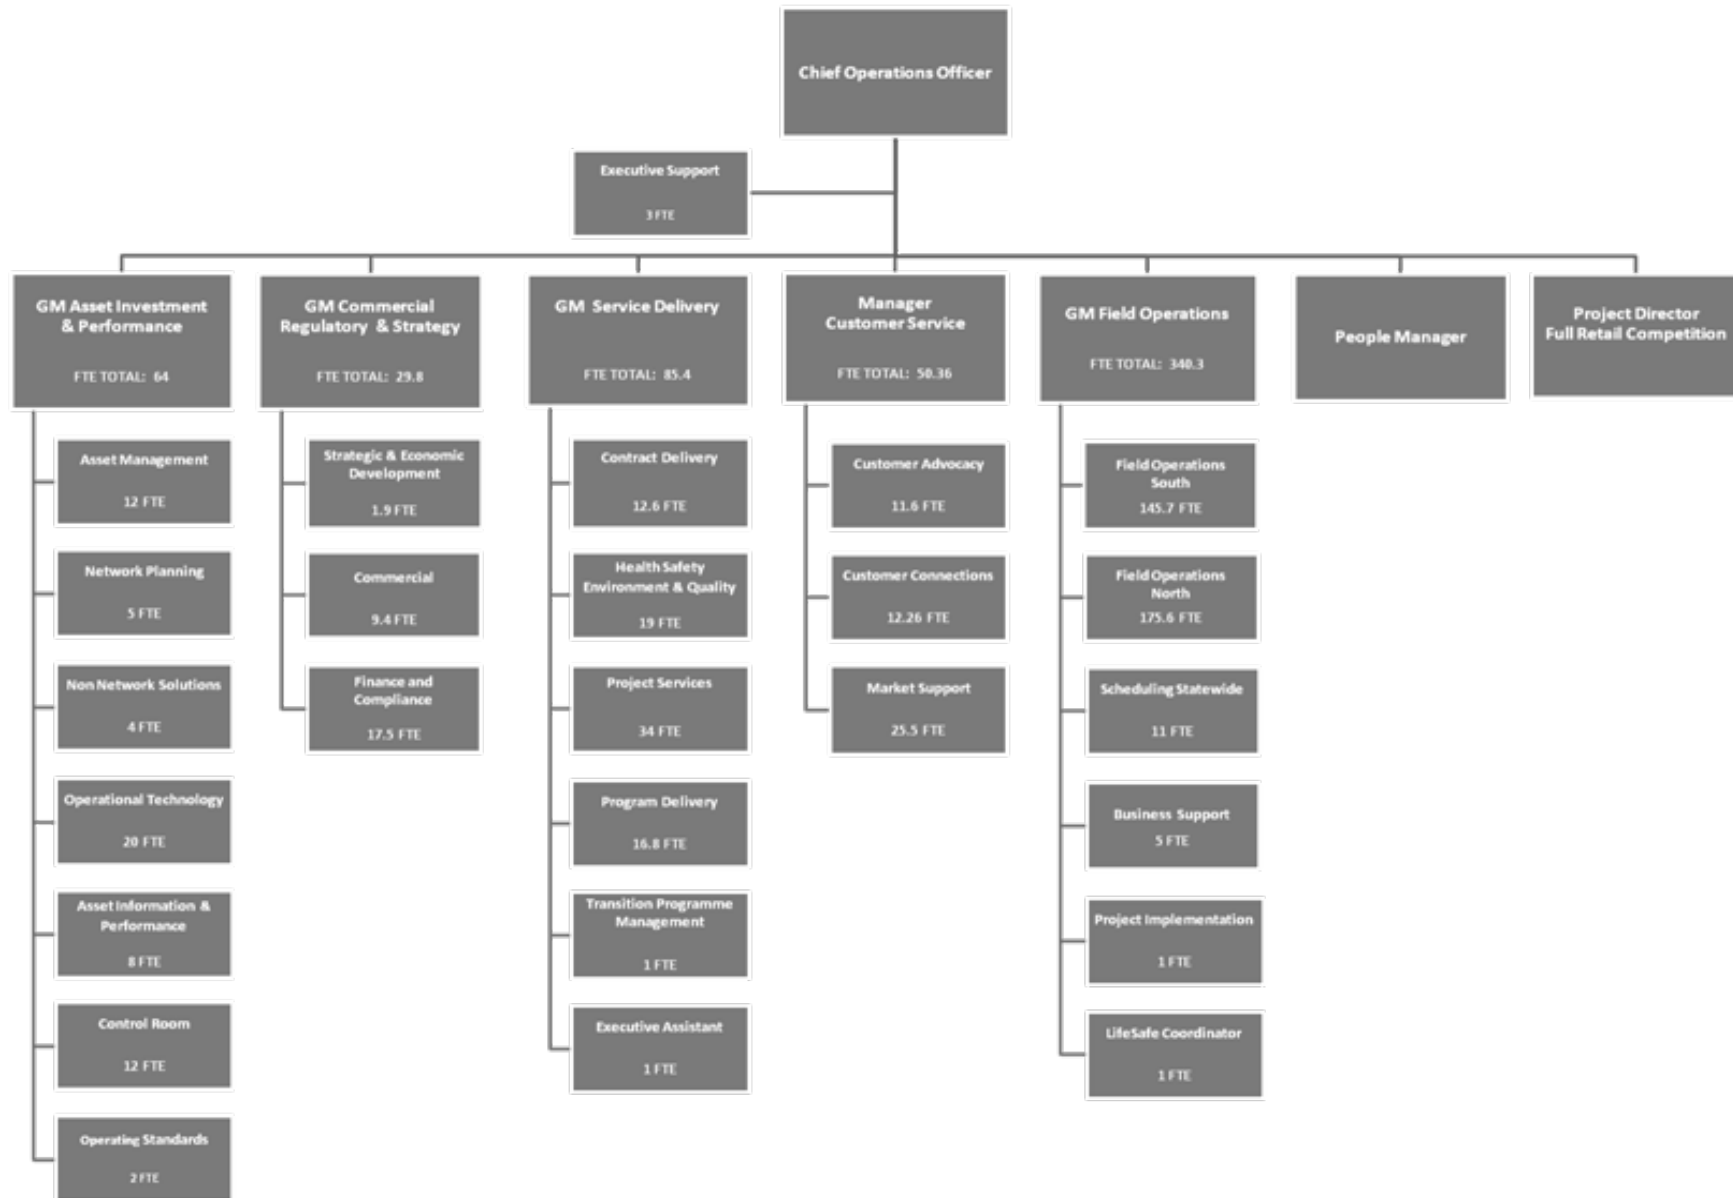 Chief Operations Officer
Executive Support
3 FTE
GM Asset Investment
& Performance
FTE TOTAL: 64
GM Commercial
Regulatory & Strategy
FTE TOTAL: 29.8
GM Service Delivery
FTE TOTAL: 85.4
Manager
Customer Service
FTE TOTAL: 50.36
GM Field Operations
FTE TOTAL: 340.3
People Manager
Project Director
Full Retail Competition
Asset Management
12 FTE
Network Planning
5 FTE
Non Network Solutions
4 FTE
Operational Technology
20 FTE
Asset Information &
Performance
8 FTE
Control Room
12 FTE
Operating Standards
2 FTE
Strategic & Economic
Development
1.9 FTE
Commercial
9.4 FTE
Finance and
Compliance
17.5 FTE
Contract Delivery
12.6 FTE
Health Safety
Environment & Quality
19 FTE
Project Services
34 FTE
Program Delivery
16.8 FTE
Transition Programme
Management
1 FTE
Executive Assistant
1 FTE
Customer Advocacy
11.6 FTE
Customer Connections
12.26 FTE
Market Support
25.5 FTE
Field Operations
South
145.7 FTE
Field Operations
North
175.6 FTE
Scheduling Statewide
11 FTE
Business Support
5 FTE
Project Implementation
1 FTE
LifeSafe Coordinator
1 FTE